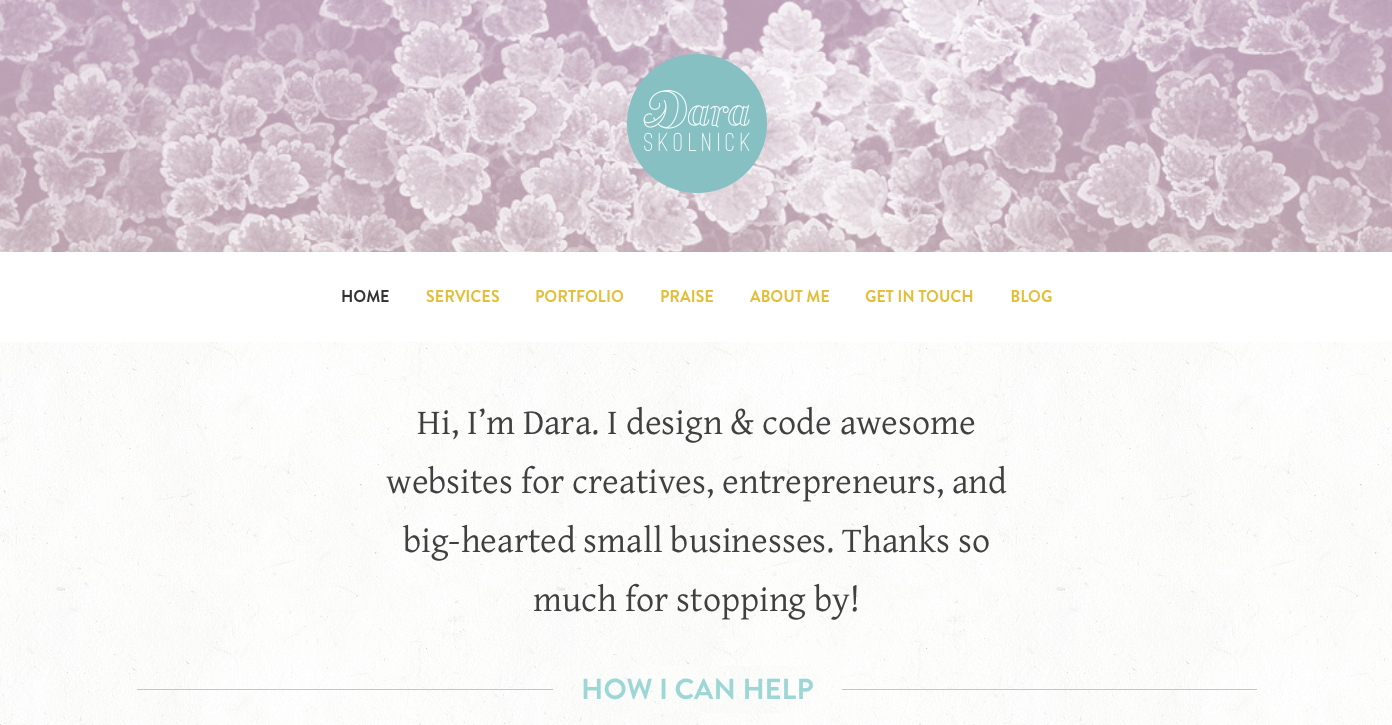 Dara
SKOLNICK
HOME SERVICES PORTFOLIO PRAISE ABOUT ME GET IN TOUCH BLOG
Hi, I’m Dara. I design & code awesome
websites for creatives, entrepreneurs, and
big-hearted small businesses. Thanks so
much for stopping by!
HOW I CAN HELP